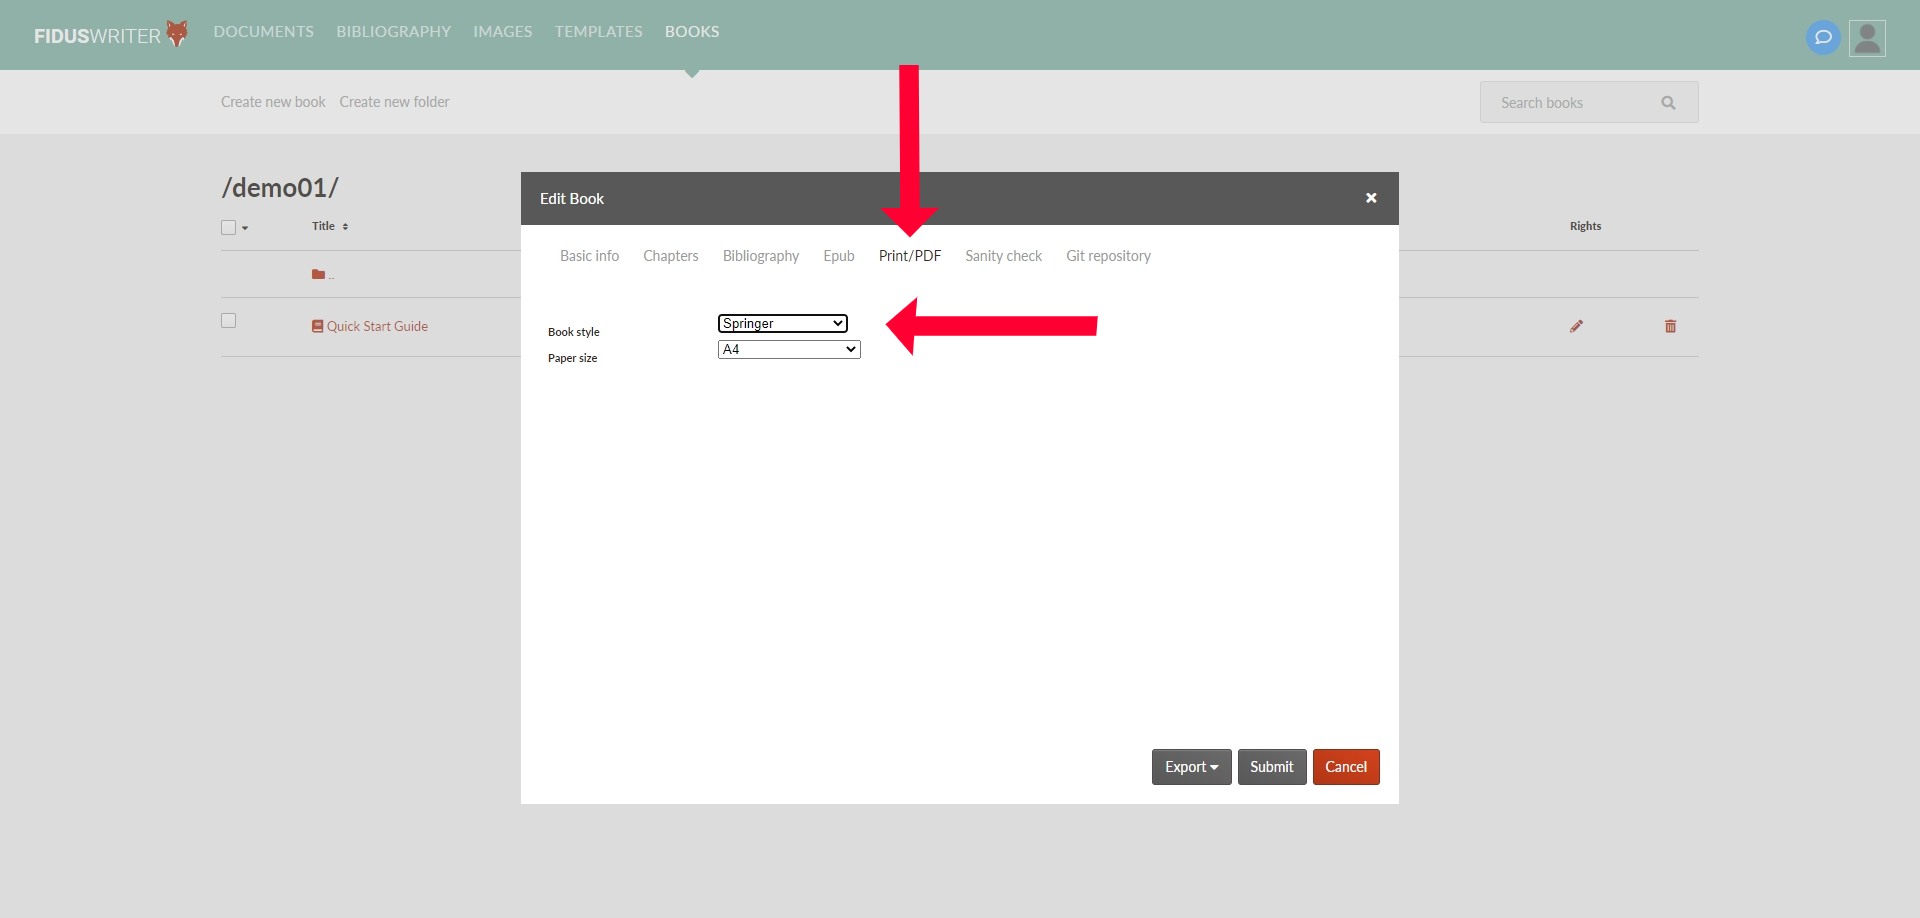 FIDUSWRITER DOCUMENTS BIBLIOGRAPHY IMAGES TEMPLATES BOOKS
Create new book Create new folder Search books
/demo01/
Title Rights
..
Quick Start Guide
Edit Book
Basic info Chapters Bibliography Epub Print/PDF Sanity check Git repository
Book style Springer
Paper size A4
Export Submit Cancel